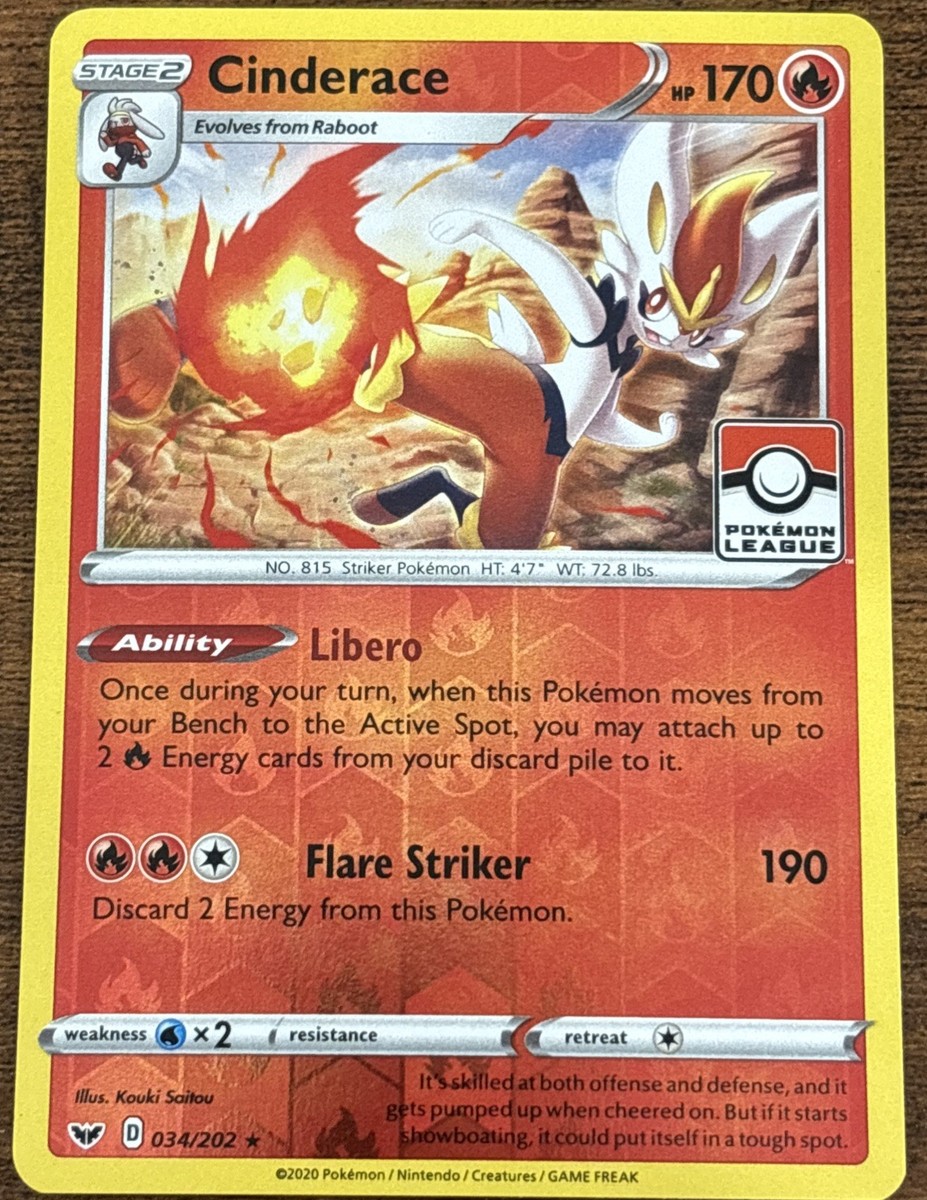 STAGE 2
Cinderace
HP 170
Evolves from Raboot
POKÉMON
LEAGUE
™
NO. 815 Striker Pokémon HT: 4'7" WT: 72.8 lbs.
Ability Libero
Once during your turn, when this Pokémon moves from
your Bench to the Active Spot, you may attach up to
2 Energy cards from your discard pile to it.
Flare Striker 190
Discard 2 Energy from this Pokémon.
weakness ×2 resistance retreat
Illus. Kouki Saitou
It's skilled at both offense and defense, and it
gets pumped up when cheered on. But if it starts
showboating, it could put itself in a tough spot.
D 034/202 ★
©2020 Pokémon / Nintendo / Creatures / GAME FREAK